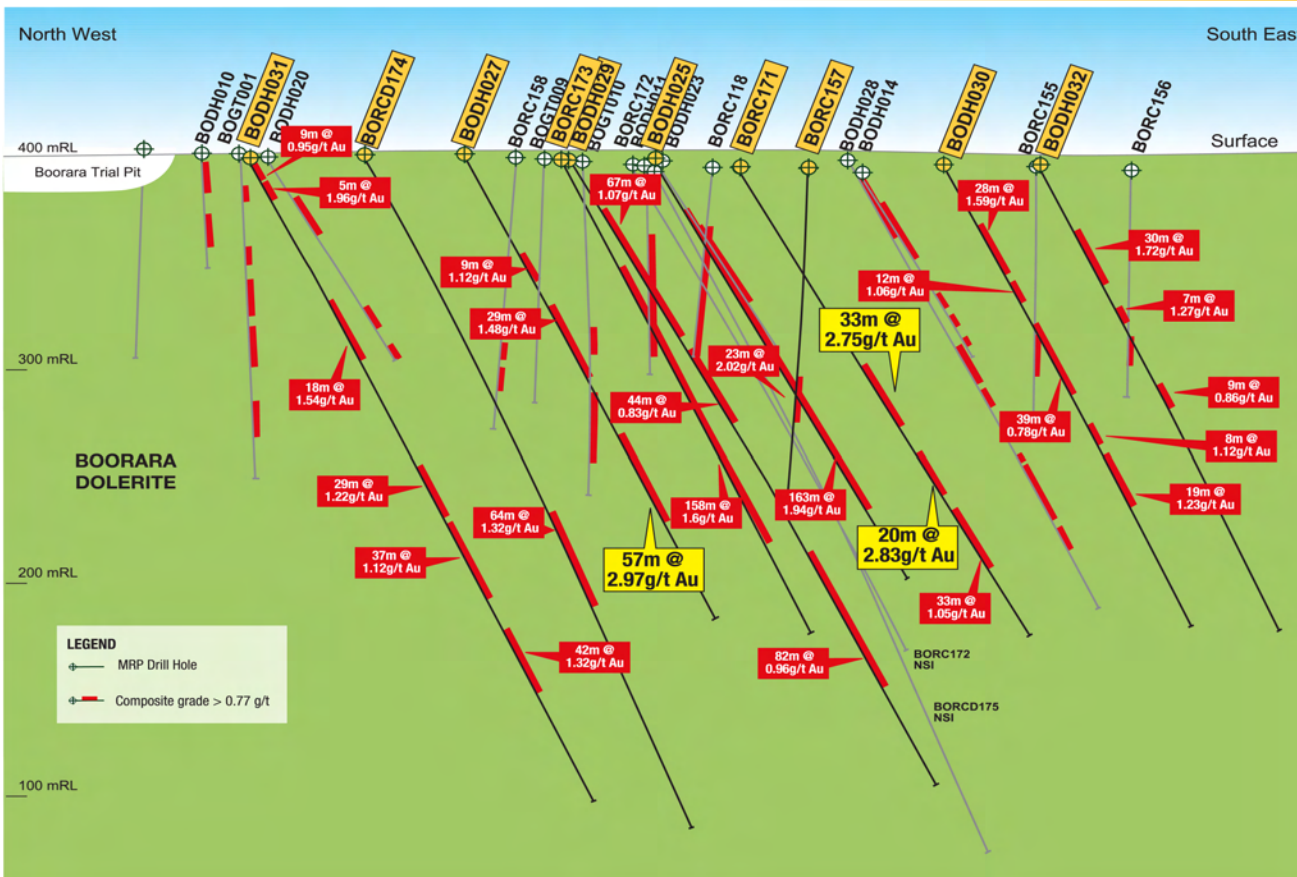 North West
South East
BODH010
BOGT001
BODH031
BODH020
BORCD174
BODH027
BORC158
BOGT009
BORC173
BODH029
BOGT010
BORC172
BODH025
BODH023
BORC118
BORC171
BORC157
BODH028
BODH014
BODH030
BORC155
BODH032
BORC156
400 mRL
Surface
Boorara Trial Pit
9m @
0.95g/t Au
5m @
1.96g/t Au
67m @
1.07g/t Au
28m @
1.59g/t Au
30m @
1.72g/t Au
9m @
1.12g/t Au
12m @
1.06g/t Au
7m @
1.27g/t Au
29m @
1.48g/t Au
33m @
2.75g/t Au
300 mRL
23m @
2.02g/t Au
18m @
1.54g/t Au
44m @
0.83g/t Au
9m @
0.86g/t Au
39m @
0.78g/t Au
8m @
1.12g/t Au
BOORARA
DOLERITE
29m @
1.22g/t Au
64m @
1.32g/t Au
158m @
1.6g/t Au
163m @
1.94g/t Au
19m @
1.23g/t Au
20m @
2.83g/t Au
37m @
1.12g/t Au
57m @
2.97g/t Au
200 mRL
33m @
1.05g/t Au
LEGEND
MRP Drill Hole
Composite grade > 0.77 g/t
42m @
1.32g/t Au
82m @
0.96g/t Au
BORC172
NSI
BORCD175
NSI
100 mRL